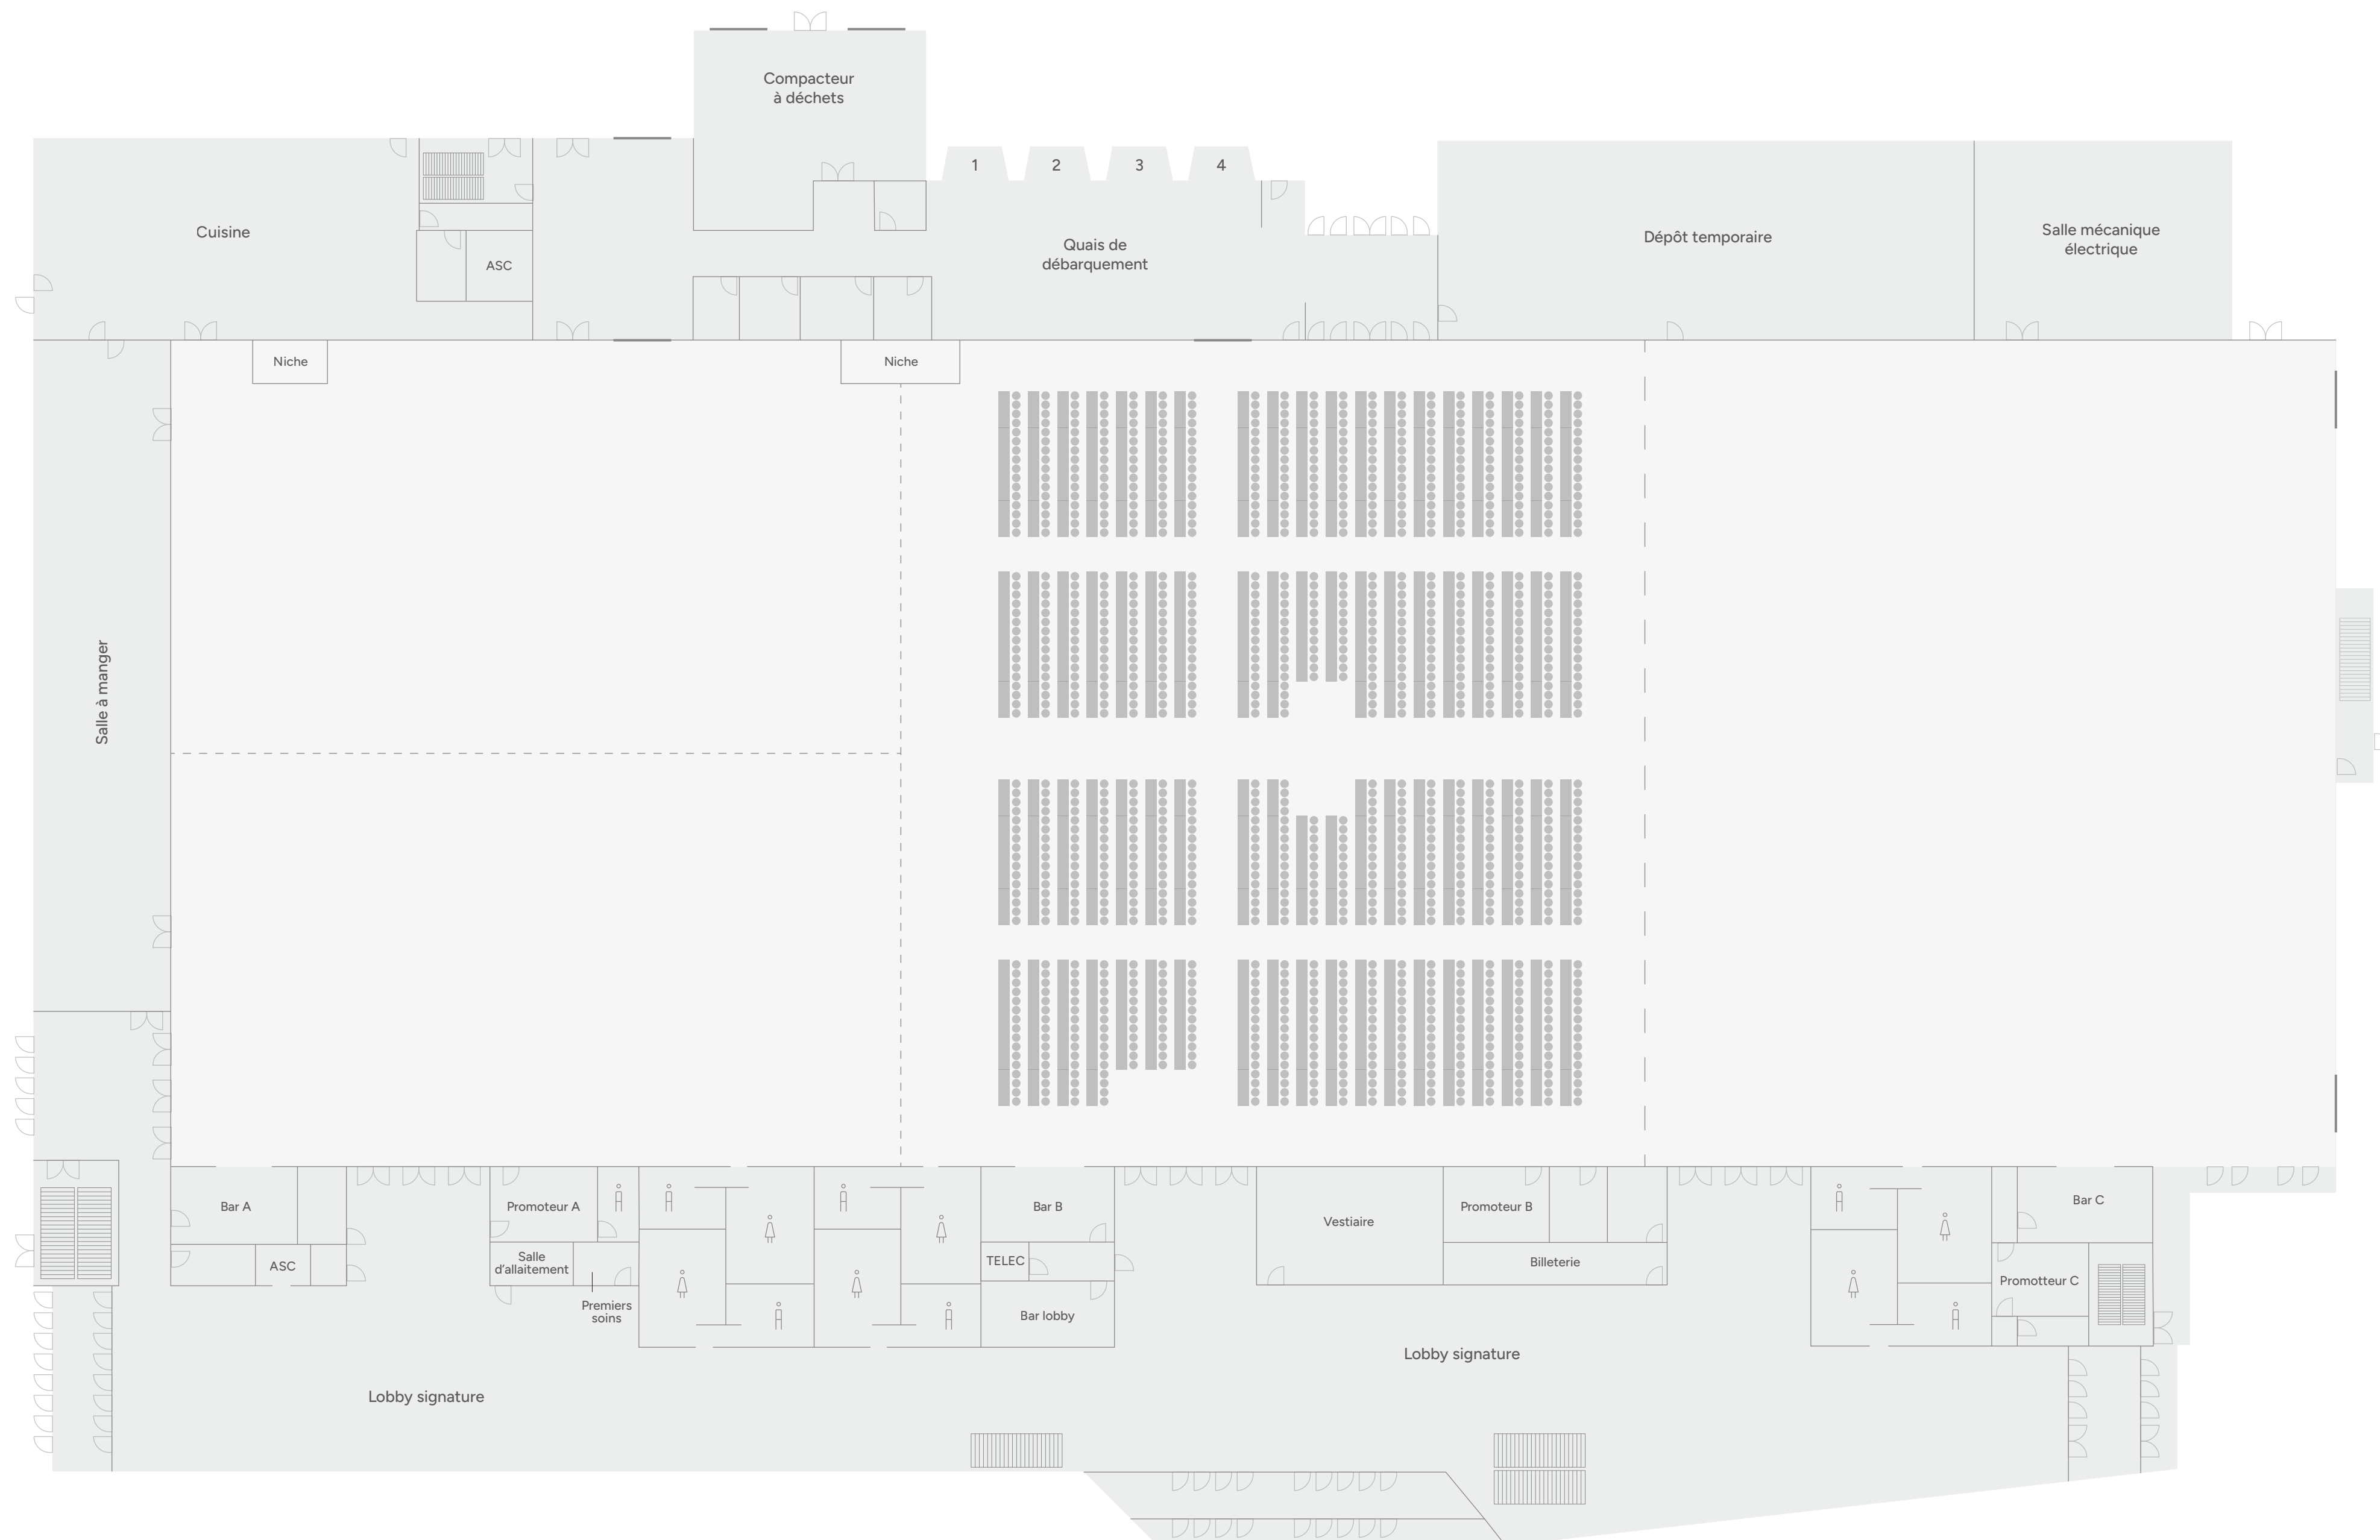 Compacteur
à déchets
1
2
3
4
Cuisine
ASC
Quais de
débarquement
Dépôt temporaire
Salle mécanique
électrique
Niche
Niche
Salle à manger
Bar A
ASC
Promoteur A
Salle
d'allaitement
Premiers
soins
Bar B
TELEC
Bar lobby
Vestiaire
Promoteur B
Billeterie
Bar C
Promotteur C
Lobby signature
Lobby signature